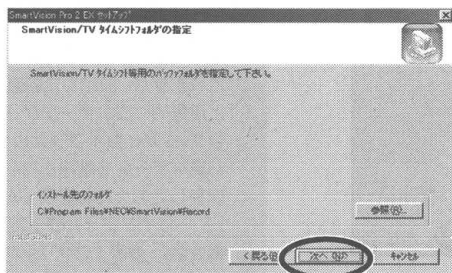 SmartVision Pro 2 EX セットアップ
SmartVision/TV タイムシフトフォルダの指定
SmartVision/TV タイムシフト等用のバッファフォルダを指定して下さい。
インストール先のフォルダ
C:¥Program Files¥NEC¥SmartVision¥Record
参照(R)...
< 戻る(B)
次へ(N)>
キャンセル